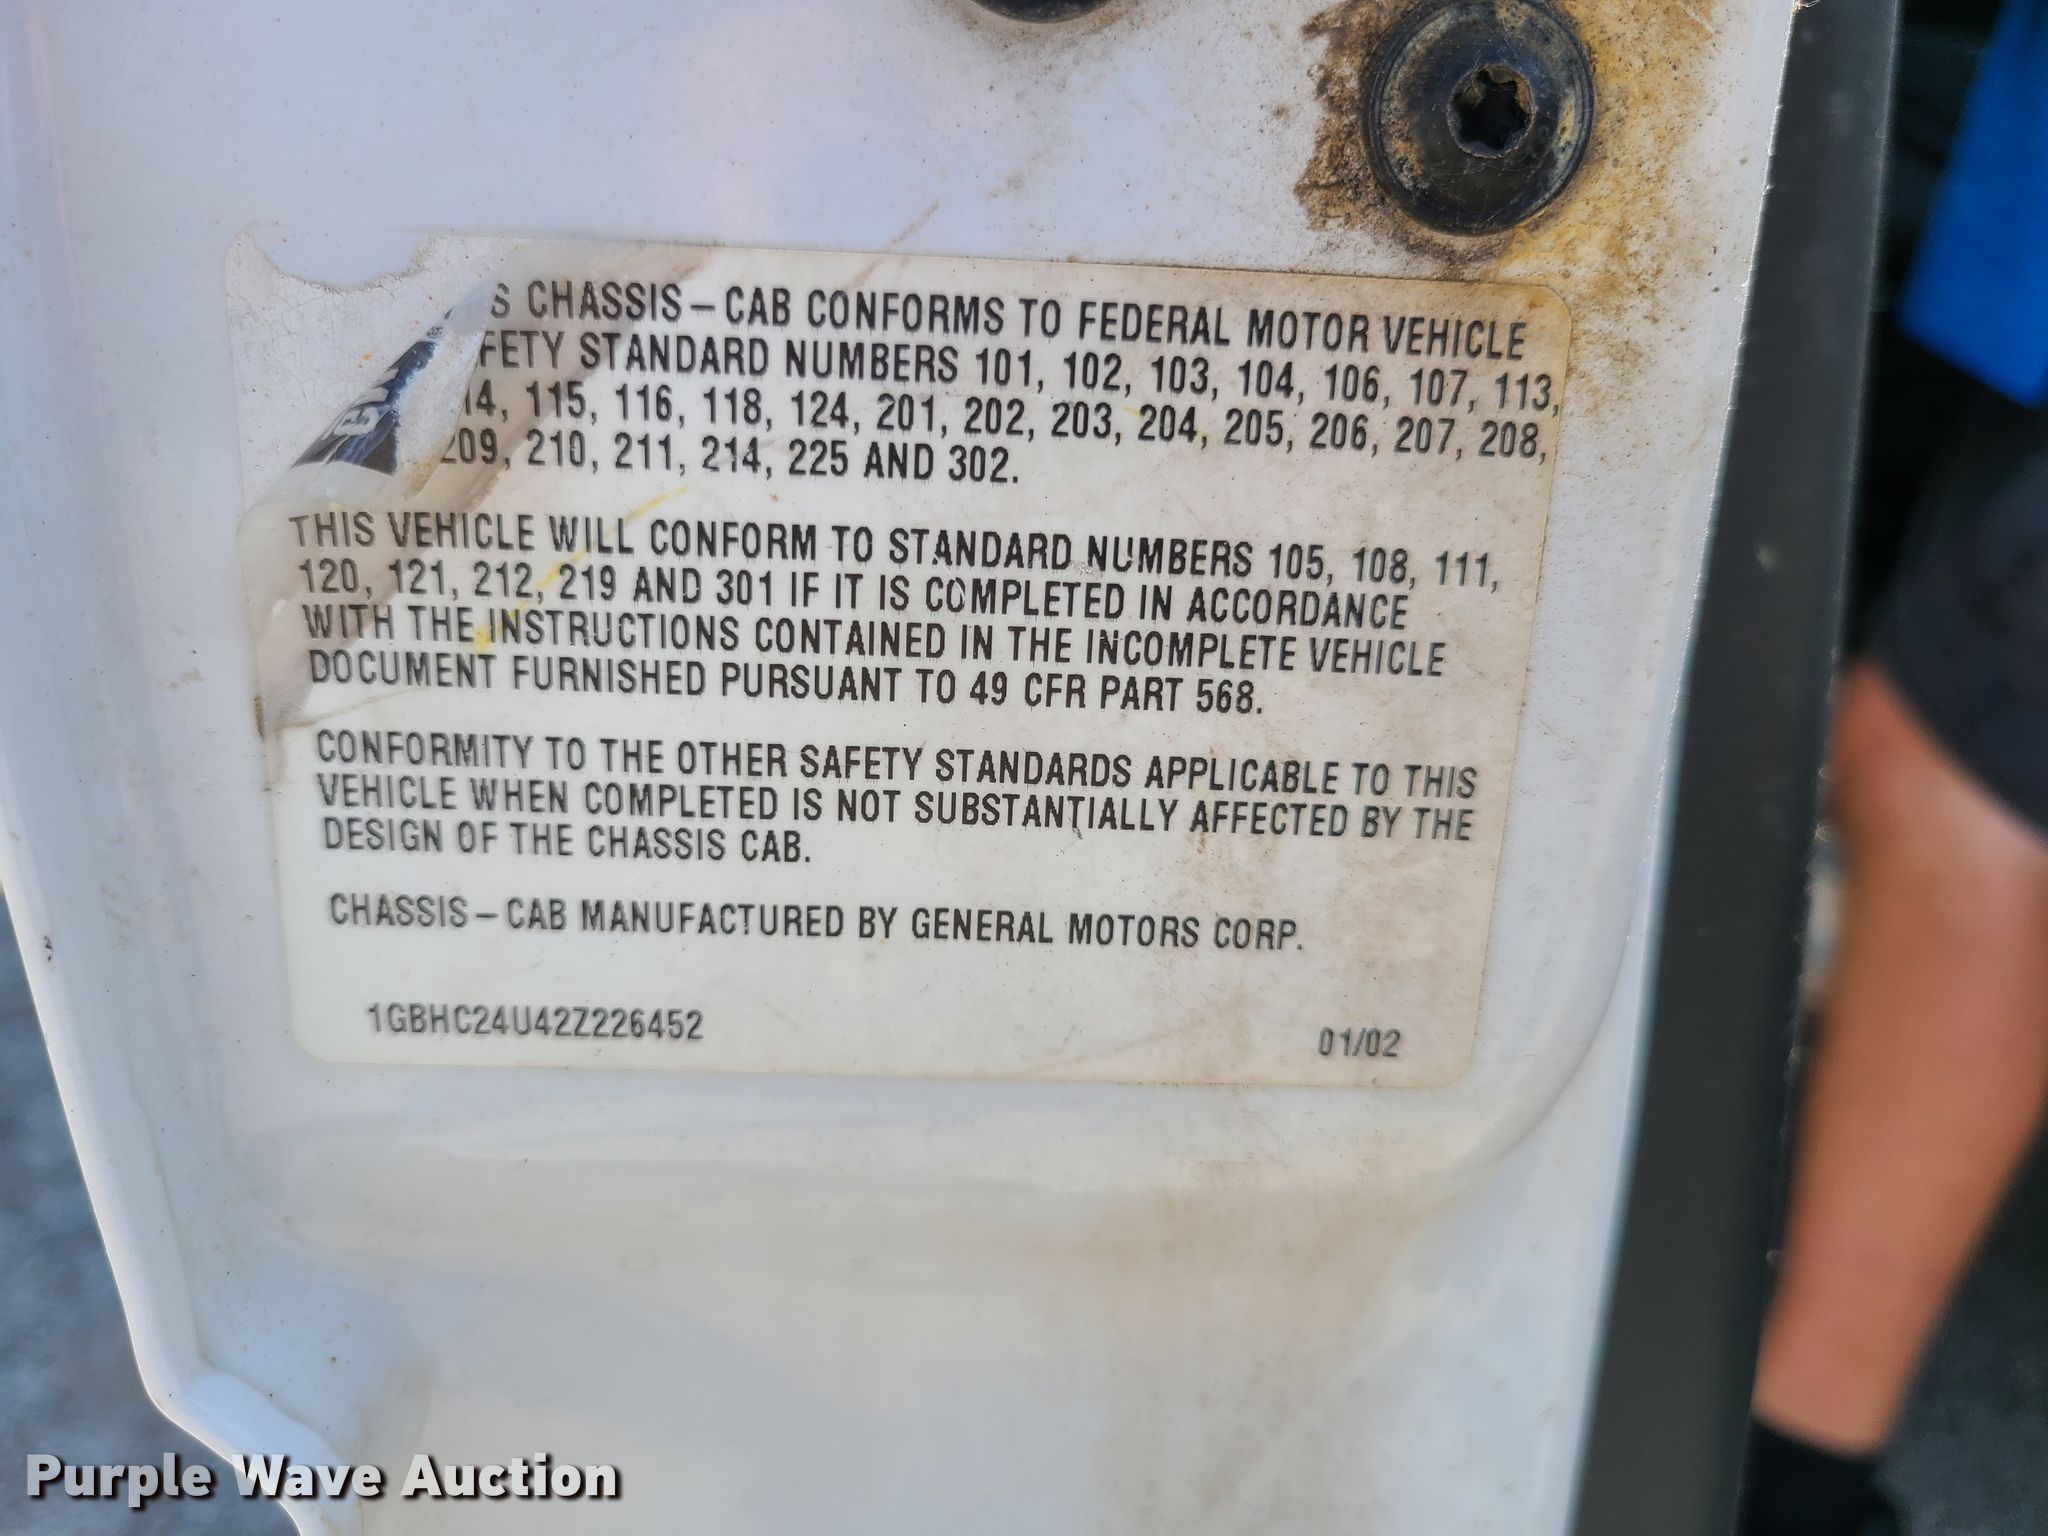 S CHASSIS-CAB CONFORMS TO FEDERAL MOTOR VEHICLE
FETY STANDARD NUMBERS 101, 102, 103, 104, 106, 107, 113,
14, 115, 116, 118, 124, 201, 202, 203, 204, 205, 206, 207, 208,
209, 210, 211, 214, 225 AND 302.
THIS VEHICLE WILL CONFORM TO STANDARD NUMBERS 105, 108, 111,
120, 121, 212, 219 AND 301 IF IT IS COMPLETED IN ACCORDANCE
WITH THE INSTRUCTIONS CONTAINED IN THE INCOMPLETE VEHICLE
DOCUMENT FURNISHED PURSUANT TO 49 CFR PART 568.
CONFORMITY TO THE OTHER SAFETY STANDARDS APPLICABLE TO THIS
VEHICLE WHEN COMPLETED IS NOT SUBSTANTIALLY AFFECTED BY THE
DESIGN OF THE CHASSIS CAB.
CHASSIS-CAB MANUFACTURED BY GENERAL MOTORS CORP.
1GBHC24U42Z226452
01/02
Purple Wave Auction